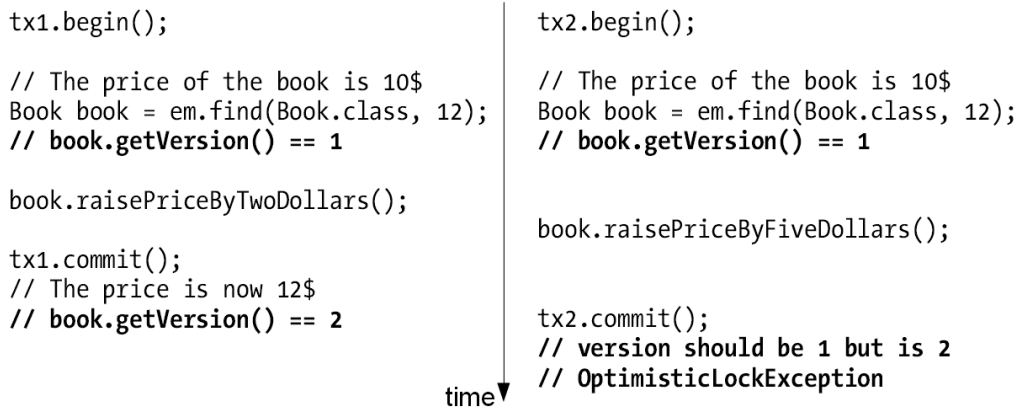 tx1.begin();
// The price of the book is 10$
Book book = em.find(Book.class, 12);
// book.getVersion() == 1
book.raisePriceByTwoDollars();
tx1.commit();
// The price is now 12$
// book.getVersion() == 2
tx2.begin();
// The price of the book is 10$
Book book = em.find(Book.class, 12);
// book.getVersion() == 1
book.raisePriceByFiveDollars();
tx2.commit();
// version should be 1 but is 2
// OptimisticLockException
time